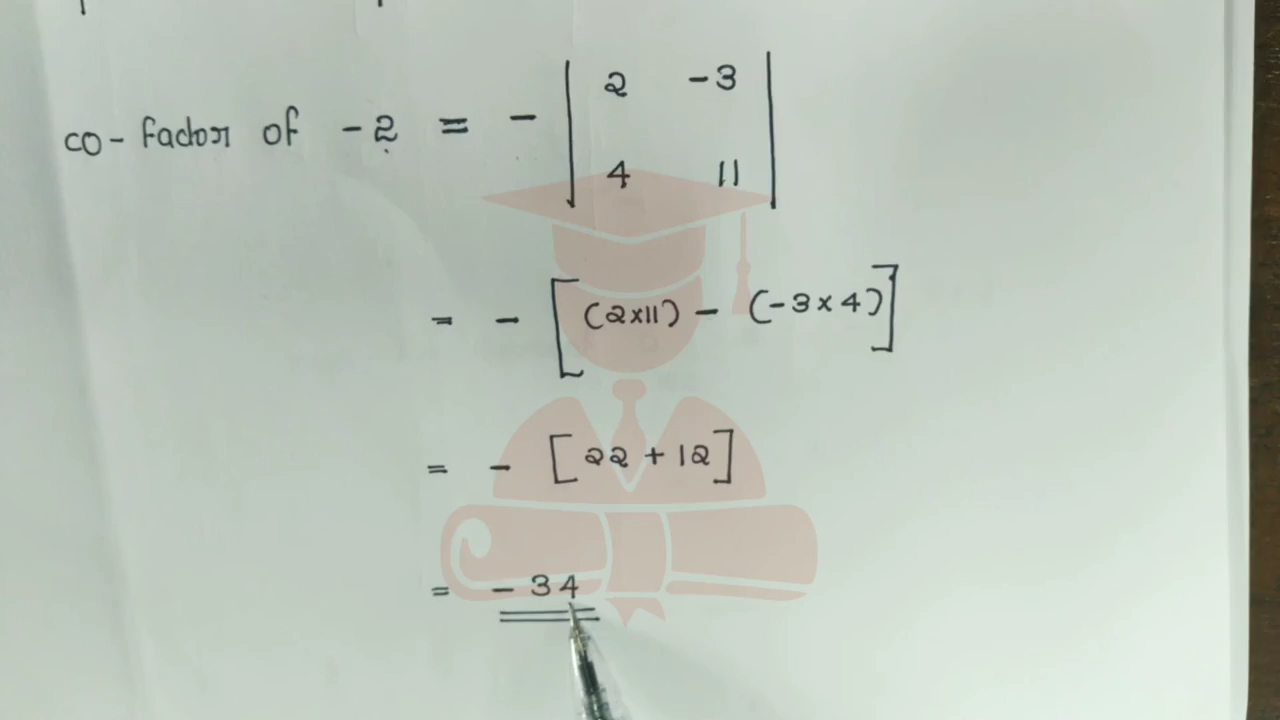 co-factor of -2 = - | 2 -3 |
| 4 11 |
= - [ (2×11) - (-3×4) ]
= - [ 22 + 12 ]
= -34